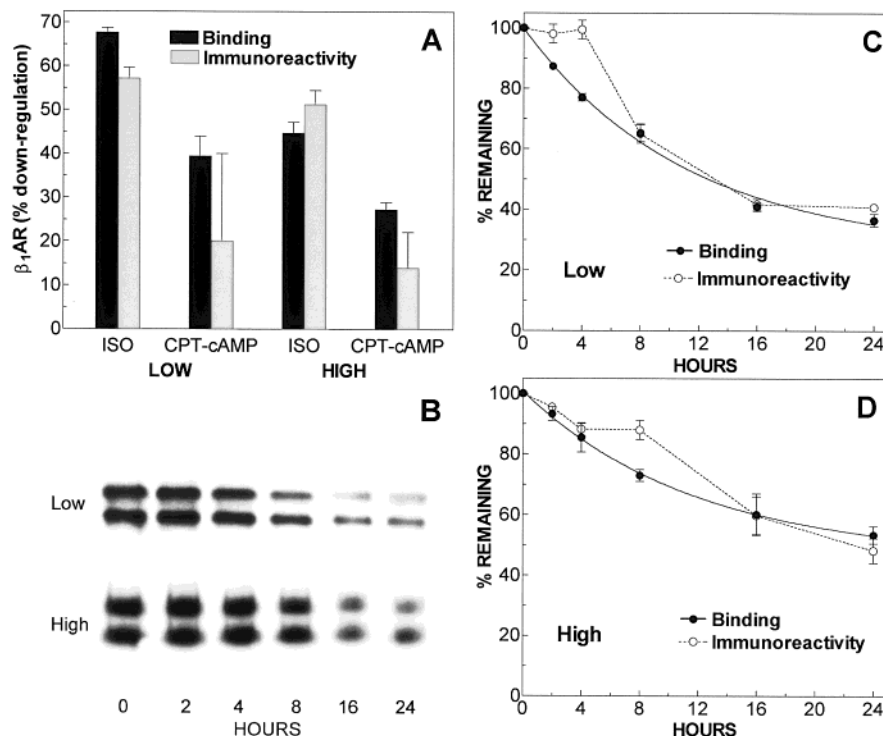 A
Binding
Immunoreactivity
β1AR (% down-regulation)
70
60
50
40
30
20
10
0
ISO CPT-cAMP ISO CPT-cAMP
LOW HIGH
B
Low
High
0 2 4 8 16 24
HOURS
C
% REMAINING
100
80
60
40
20
0
Binding
Immunoreactivity
Low
0 4 8 12 16 20 24
HOURS
D
% REMAINING
100
80
60
40
20
0
Binding
Immunoreactivity
High
0 4 8 12 16 20 24
HOURS